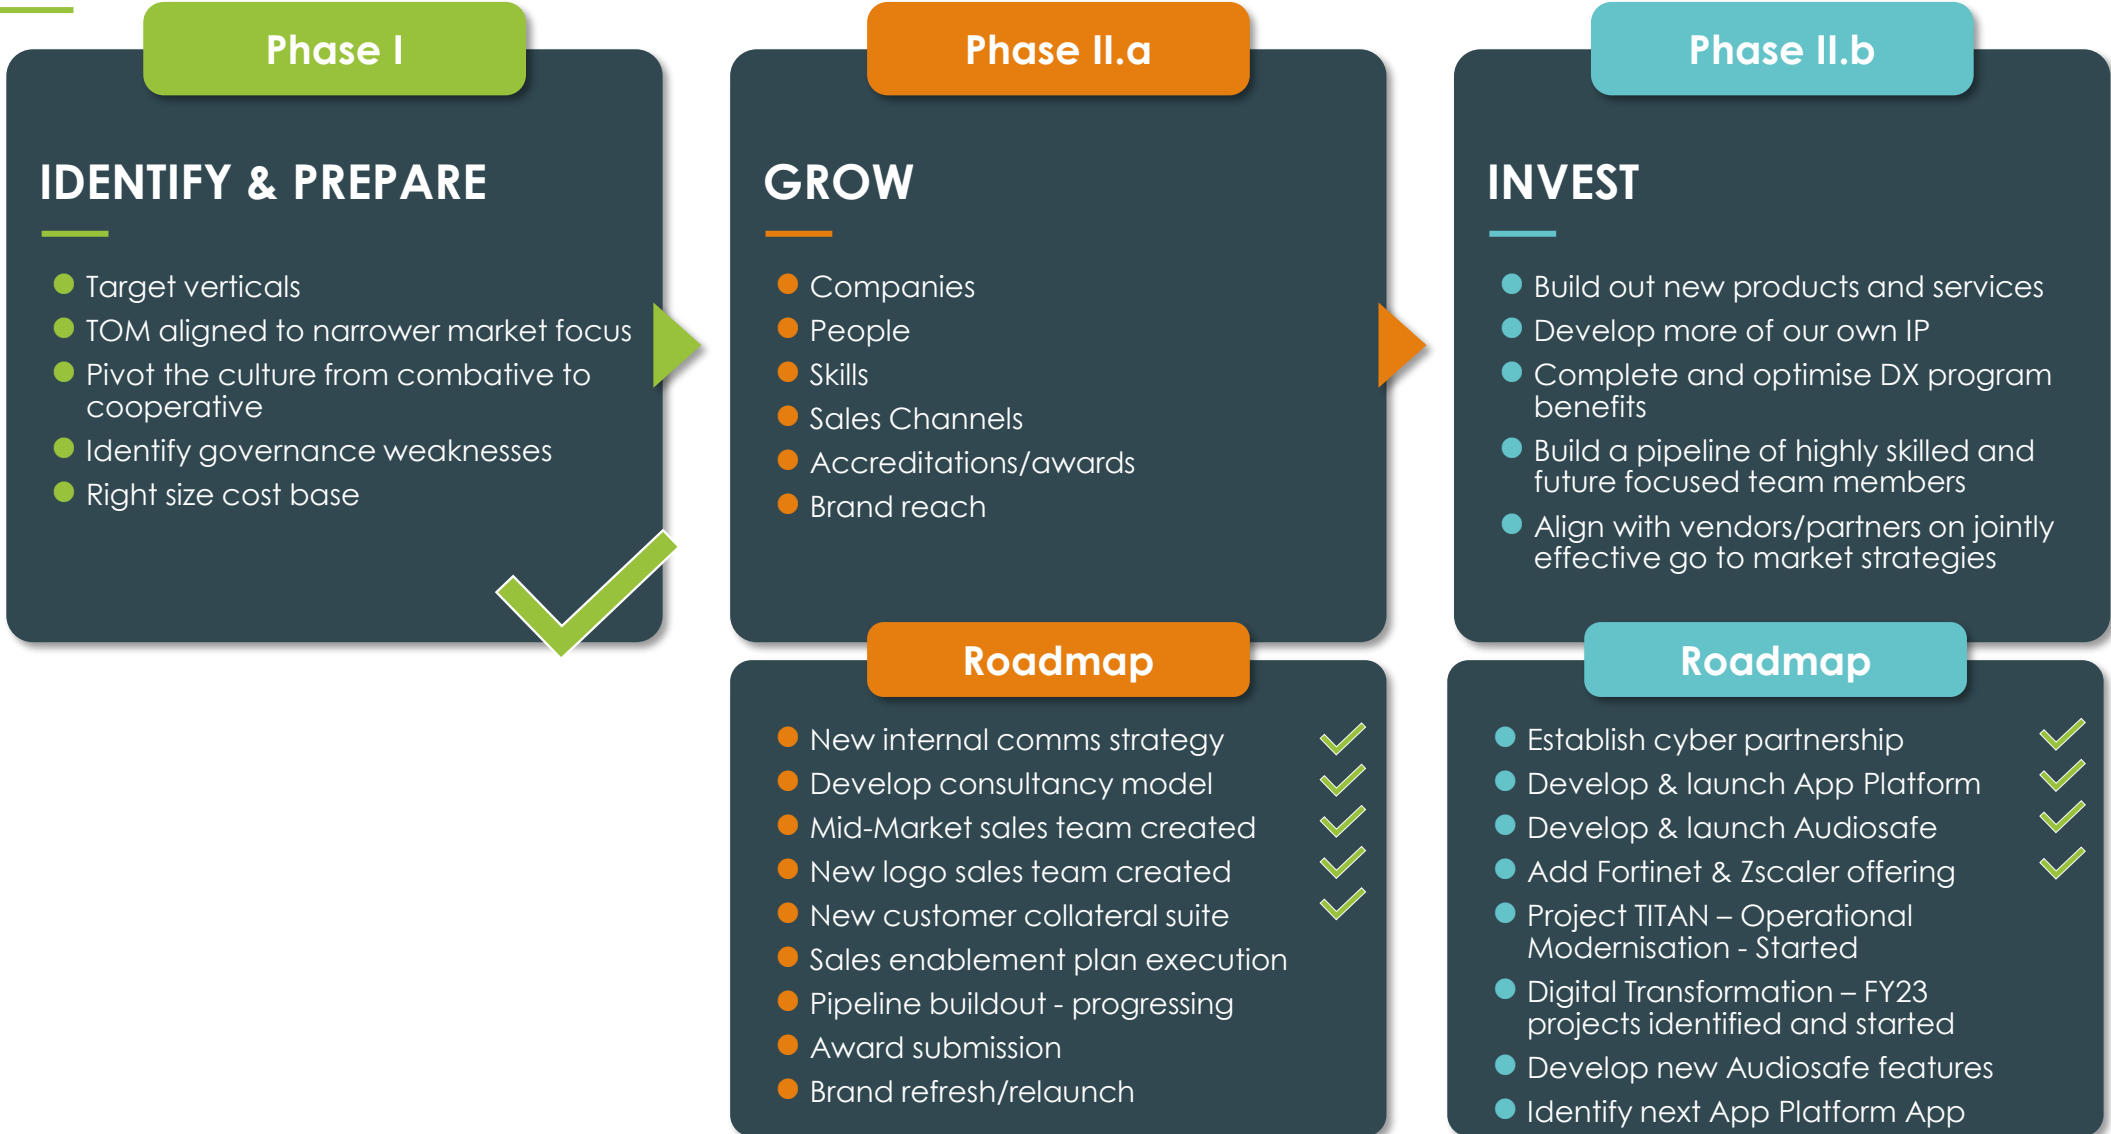 Phase I
IDENTIFY & PREPARE
Target verticals
TOM aligned to narrower market focus
Pivot the culture from combative to
cooperative
Identify governance weaknesses
Right size cost base
Phase II.a
GROW
Companies
People
Skills
Sales Channels
Accreditations/awards
Brand reach
Roadmap
New internal comms strategy
Develop consultancy model
Mid-Market sales team created
New logo sales team created
New customer collateral suite
Sales enablement plan execution
Pipeline buildout - progressing
Award submission
Brand refresh/relaunch
Phase II.b
INVEST
Build out new products and services
Develop more of our own IP
Complete and optimise DX program
benefits
Build a pipeline of highly skilled and
future focused team members
Align with vendors/partners on jointly
effective go to market strategies
Roadmap
Establish cyber partnership
Develop & launch App Platform
Develop & launch Audiosafe
Add Fortinet & Zscaler offering
Project TITAN – Operational
Modernisation - Started
Digital Transformation – FY23
projects identified and started
Develop new Audiosafe features
Identify next App Platform App